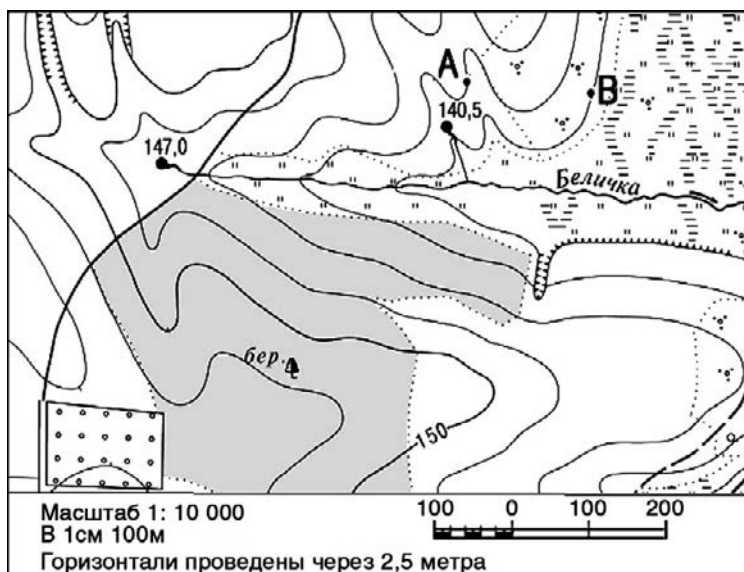 А
В
140,5
147,0
Беличка
бер.
150
Масштаб 1: 10 000
В 1см 100м
100 0 100 200
Горизонтали проведены через 2,5 метра